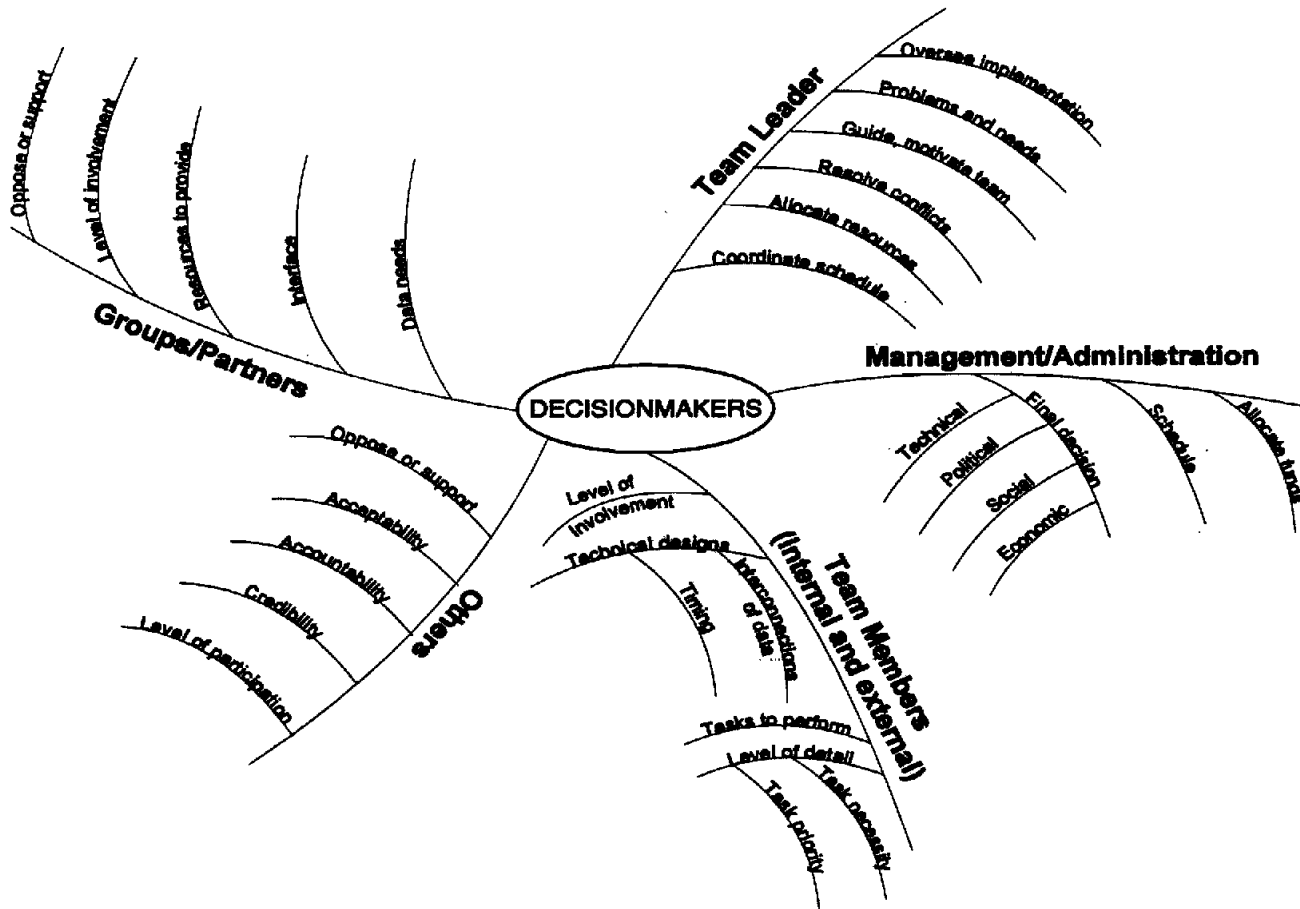 DECISIONMAKERS
Team Leader
Oversee implementation
Problems and needs
Guide, motivate team
Resolve conflicts
Allocate resources
Coordinate schedule
Management/Administration
Final decision
Technical
Political
Social
Economic
Schedule
Allocate funds
Team Members
(Internal and external)
Level of
Involvement
Technical designs
Timing
Interconnections
of data
Tasks to perform
Level of detail
Task priority
Task necessity
Others
Oppose or support
Acceptability
Accountability
Credibility
Level of participation
Groups/Partners
Oppose or support
Level of involvement
Resources to provide
Interface
Data needs